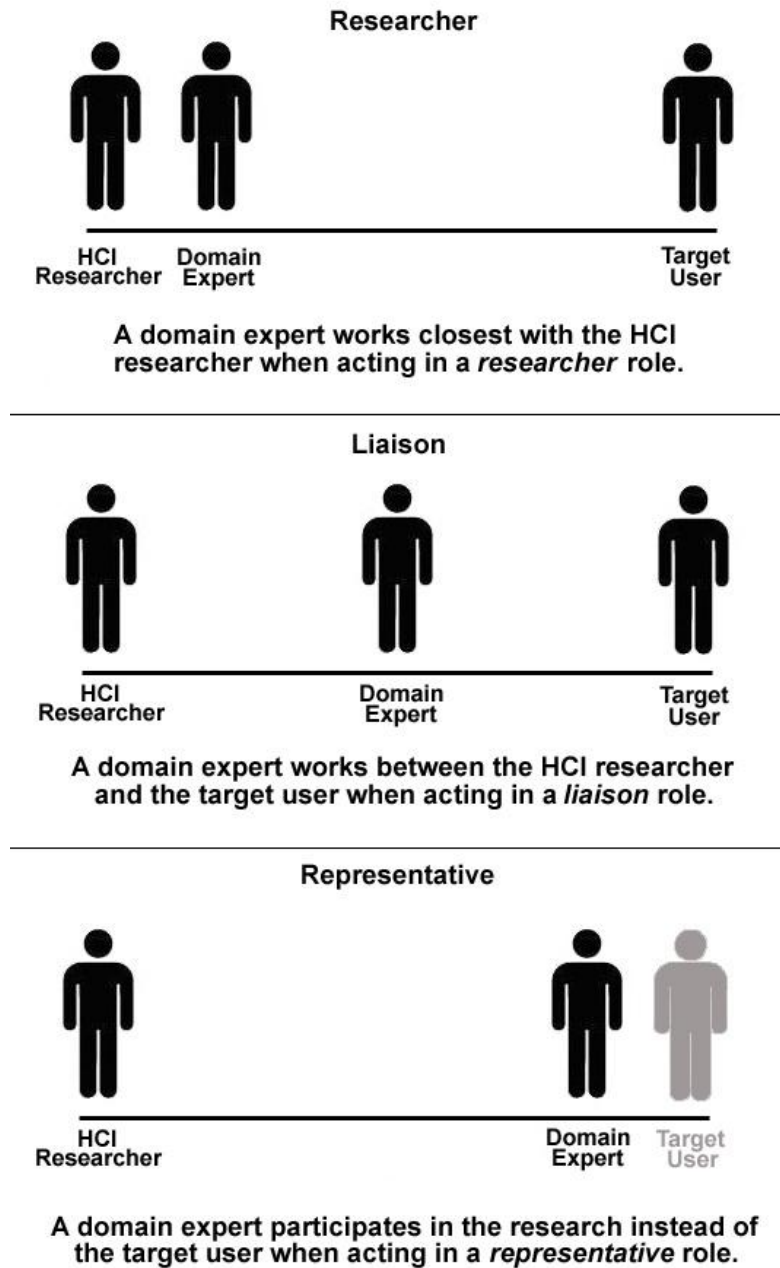 Researcher
HCI
Researcher
Domain
Expert
Target
User
A domain expert works closest with the HCI
researcher when acting in a researcher role.
Liaison
HCI
Researcher
Domain
Expert
Target
User
A domain expert works between the HCI researcher
and the target user when acting in a liaison role.
Representative
HCI
Researcher
Domain
Expert
Target
User
A domain expert participates in the research instead of
the target user when acting in a representative role.